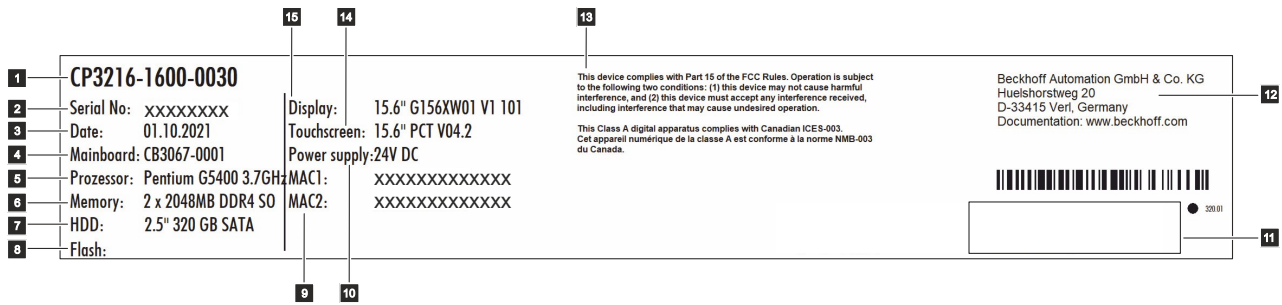 15 14 13
1 CP3216-1600-0030
2 Serial No: XXXXXXXX
3 Date: 01.10.2021
4 Mainboard: CB3067-0001
5 Prozessor: Pentium G5400 3.7GHz
6 Memory: 2 x 2048MB DDR4 SO
7 HDD: 2.5" 320 GB SATA
8 Flash:
Display: 15.6" G156XW01 V1 101
Touchscreen: 15.6" PCT V04.2
Power supply:24V DC
MAC1: XXXXXXXXXXXXX
MAC2: XXXXXXXXXXXXX
9 10
This device complies with Part 15 of the FCC Rules. Operation is subject
to the following two conditions: (1) this device may not cause harmful
interference, and (2) this device must accept any interference received,
including interference that may cause undesired operation.
This Class A digital apparatus complies with Canadian ICES-003.
Cet appareil numérique de la classe A est conforme à la norme NMB-003
du Canada.
Beckhoff Automation GmbH & Co. KG
Huelshorstweg 20
D-33415 Verl, Germany
Documentation: www.beckhoff.com
12
320.01
11